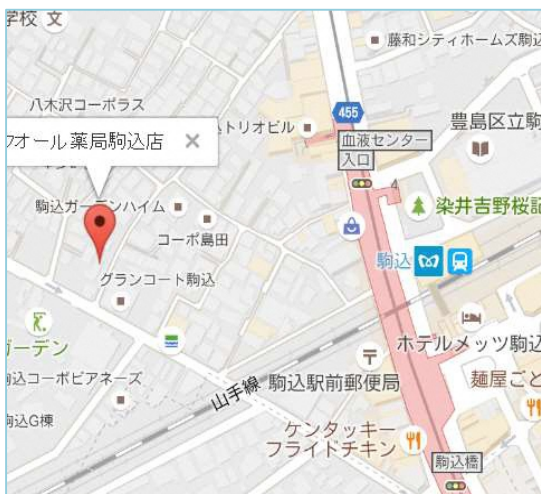 学校
藤和シティホームズ駒込
八木沢コーポラス
455
トリオビル
血液センター
入口
豊島区立駒
フオール薬局駒込店 ×
4
駒込ガーデンハイム
染井吉野桜記
コーポ島田
駒込
グランコート駒込
ガーデン
ホテルメッツ駒込
駒込コーポビアネーズ
山手線
駒込駅前郵便局
麺屋ごと
駒込G棟
ケンタッキー
フライドチキン
駒込橋